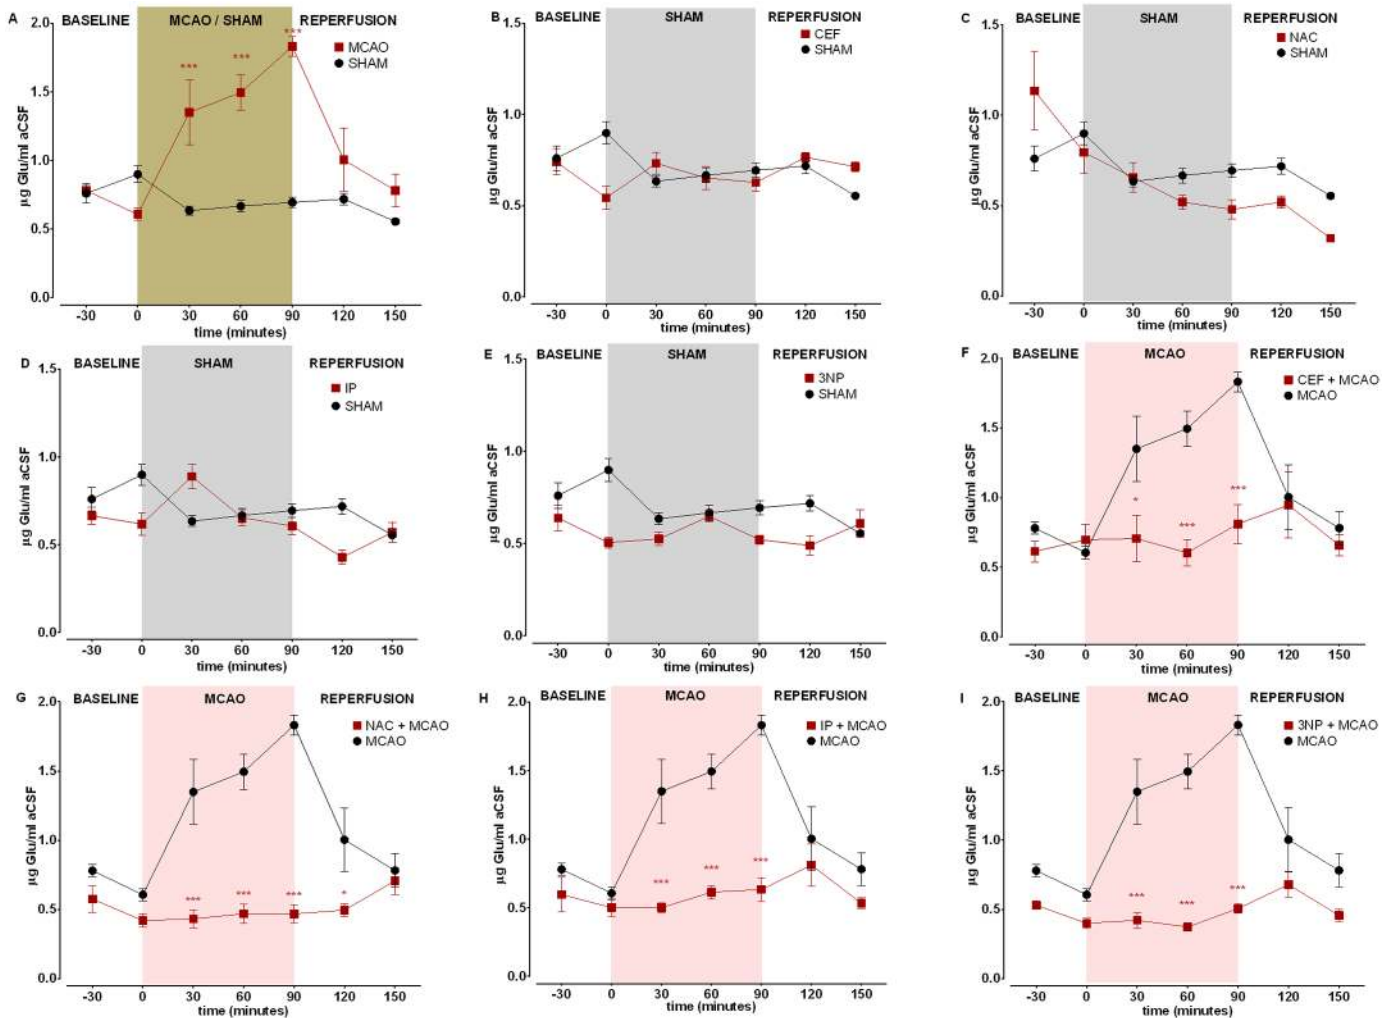 A BASELINE MCAO / SHAM REPERFUSION
MCAO
SHAM
***
***
***
µg Glu/ml aCSF
2.0
1.5
1.0
0.5
0.0
-30 0 30 60 90 120 150
time (minutes)
B BASELINE SHAM REPERFUSION
CEF
SHAM
µg Glu/ml aCSF
1.5
1.0
0.5
0.0
-30 0 30 60 90 120 150
time (minutes)
C BASELINE SHAM REPERFUSION
NAC
SHAM
µg Glu/ml aCSF
1.5
1.0
0.5
0.0
-30 0 30 60 90 120 150
time (minutes)
D BASELINE SHAM REPERFUSION
IP
SHAM
µg Glu/ml aCSF
1.5
1.0
0.5
0.0
-30 0 30 60 90 120 150
time (minutes)
E BASELINE SHAM REPERFUSION
3NP
SHAM
µg Glu/ml aCSF
1.5
1.0
0.5
0.0
-30 0 30 60 90 120 150
time (minutes)
F BASELINE MCAO REPERFUSION
CEF + MCAO
MCAO
*
***
***
µg Glu/ml aCSF
2.0
1.5
1.0
0.5
0.0
-30 0 30 60 90 120 150
time (minutes)
G BASELINE MCAO REPERFUSION
NAC + MCAO
MCAO
*** *** *** *
µg Glu/ml aCSF
2.0
1.5
1.0
0.5
0.0
-30 0 30 60 90 120 150
time (minutes)
H BASELINE MCAO REPERFUSION
IP + MCAO
MCAO
*** *** ***
µg Glu/ml aCSF
2.0
1.5
1.0
0.5
0.0
-30 0 30 60 90 120 150
time (minutes)
I BASELINE MCAO REPERFUSION
3NP + MCAO
MCAO
*** *** ***
µg Glu/ml aCSF
2.0
1.5
1.0
0.5
0.0
-30 0 30 60 90 120 150
time (minutes)